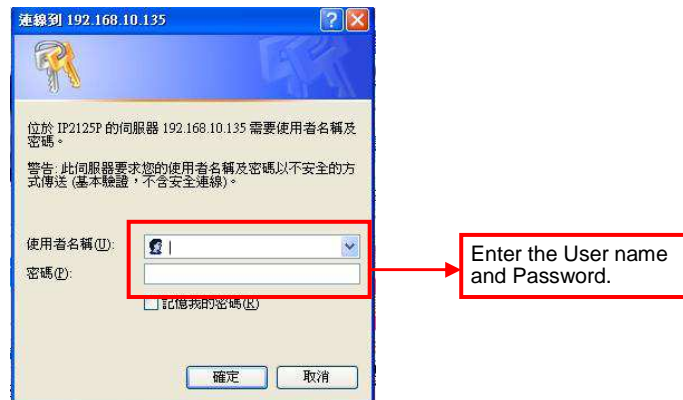 連線到 192.168.10.135
位於 IP2125P 的伺服器 192.168.10.135 需要使用者名稱及
密碼。
警告: 此伺服器要求您的使用者名稱及密碼以不安全的方
式傳送 (基本驗證，不含安全連線)。
使用者名稱(U):
密碼(P):
記憶我的密碼(R)
確定
取消
Enter the User name
and Password.